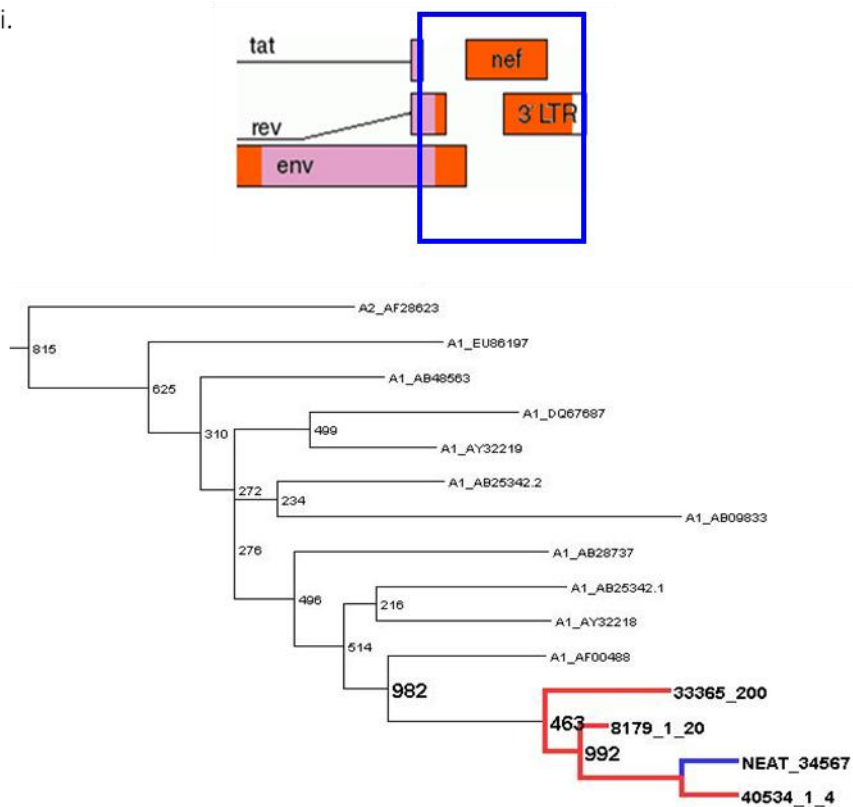 i.
tat
nef
rev
3' LTR
env
A2_AF28623
815
A1_EU86197
625
A1_AB48563
310
A1_DQ67687
499
A1_AY32219
A1_AB25342.2
272
234
A1_AB09833
276
A1_AB28737
A1_AB25342.1
496
216
A1_AY32218
514
A1_AF00488
982
33365_200
463
8179_1_20
992
NEAT_34567
40534_1_4